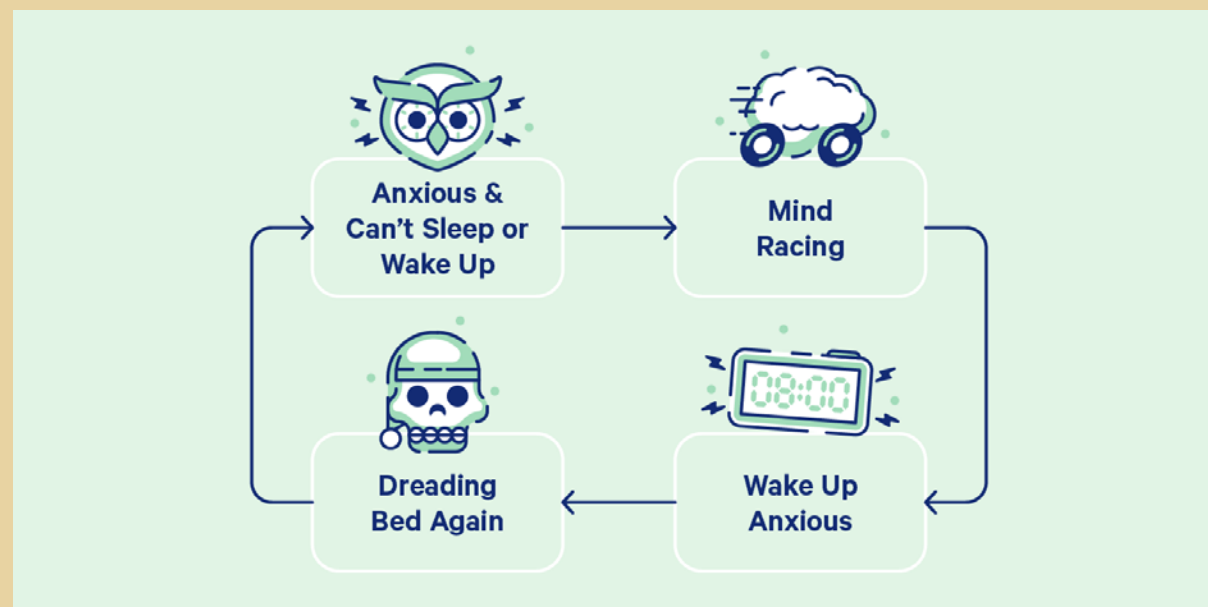 Anxious &
Can’t Sleep or
Wake Up
Mind
Racing
08:00
Wake Up
Anxious
Dreading
Bed Again